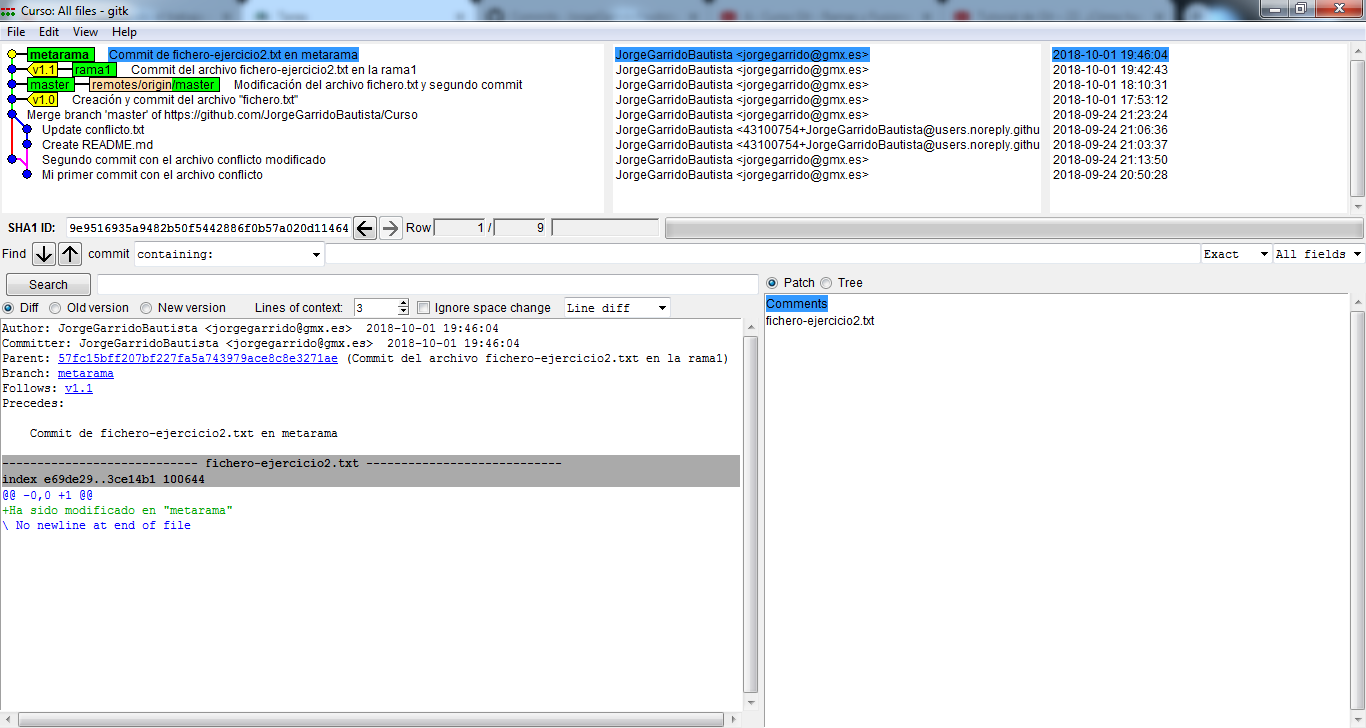 Curso: All files - gitk
File Edit View Help
metarama Commit de fichero-ejercicio2.txt en metarama JorgeGarridoBautista <jorgegarrido@gmx.es> 2018-10-01 19:46:04
v1.1 rama1 Commit del archivo fichero-ejercicio2.txt en la rama1 JorgeGarridoBautista <jorgegarrido@gmx.es> 2018-10-01 19:42:43
master remotes/origin/master Modificación del archivo fichero.txt y segundo commit JorgeGarridoBautista <jorgegarrido@gmx.es> 2018-10-01 18:10:31
v1.0 Creación y commit del archivo "fichero.txt" JorgeGarridoBautista <jorgegarrido@gmx.es> 2018-10-01 17:53:12
Merge branch 'master' of https://github.com/JorgeGarridoBautista/Curso JorgeGarridoBautista <jorgegarrido@gmx.es> 2018-09-24 21:23:24
Update conflicto.txt JorgeGarridoBautista <43100754+JorgeGarridoBautista@users.noreply.githu 2018-09-24 21:06:36
Create README.md JorgeGarridoBautista <43100754+JorgeGarridoBautista@users.noreply.githu 2018-09-24 21:03:37
Segundo commit con el archivo conflicto modificado JorgeGarridoBautista <jorgegarrido@gmx.es> 2018-09-24 21:13:50
Mi primer commit con el archivo conflicto JorgeGarridoBautista <jorgegarrido@gmx.es> 2018-09-24 20:50:28
SHA1 ID: 9e9516935a9482b50f5442886f0b57a020d11464 Row 1 / 9
Find commit containing: Exact All fields
Search
Diff Old version New version Lines of context: 3 Ignore space change Line diff
Author: JorgeGarridoBautista <jorgegarrido@gmx.es> 2018-10-01 19:46:04
Committer: JorgeGarridoBautista <jorgegarrido@gmx.es> 2018-10-01 19:46:04
Parent: 57fc15bff207bf227fa5a743979ace8c8e3271ae (Commit del archivo fichero-ejercicio2.txt en la rama1)
Branch: metarama
Follows: v1.1
Precedes:
Commit de fichero-ejercicio2.txt en metarama
---------------------------- fichero-ejercicio2.txt ----------------------------
index e69de29..3ce14b1 100644
@@ -0,0 +1 @@
+Ha sido modificado en "metarama"
\ No newline at end of file
Patch Tree
Comments
fichero-ejercicio2.txt